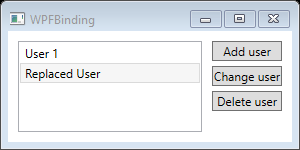 WPFBinding
User 1
Replaced User
Add user
Change user
Delete user